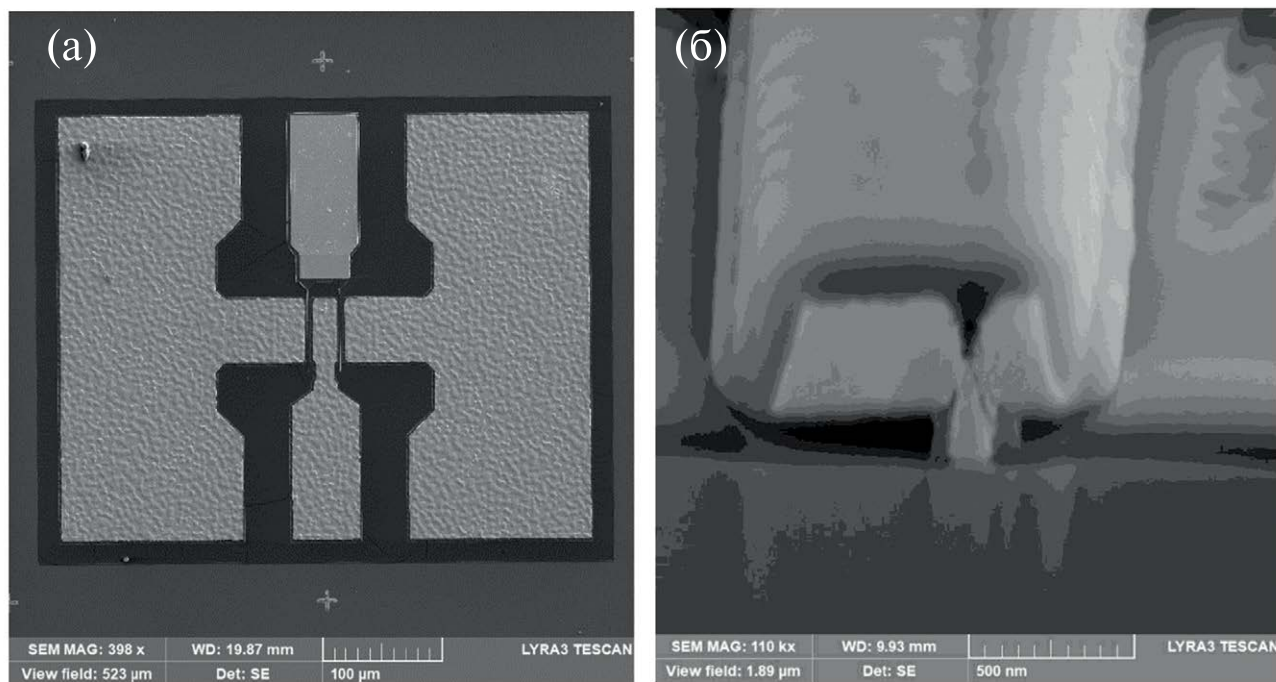 (а)
(б)
SEM MAG: 398 x
WD: 19.87 mm
LYRA3 TESCAN
View field: 523 µm
Det: SE
100 µm
SEM MAG: 110 kx
WD: 9.93 mm
LYRA3 TESCAN
View field: 1.89 µm
Det: SE
500 nm